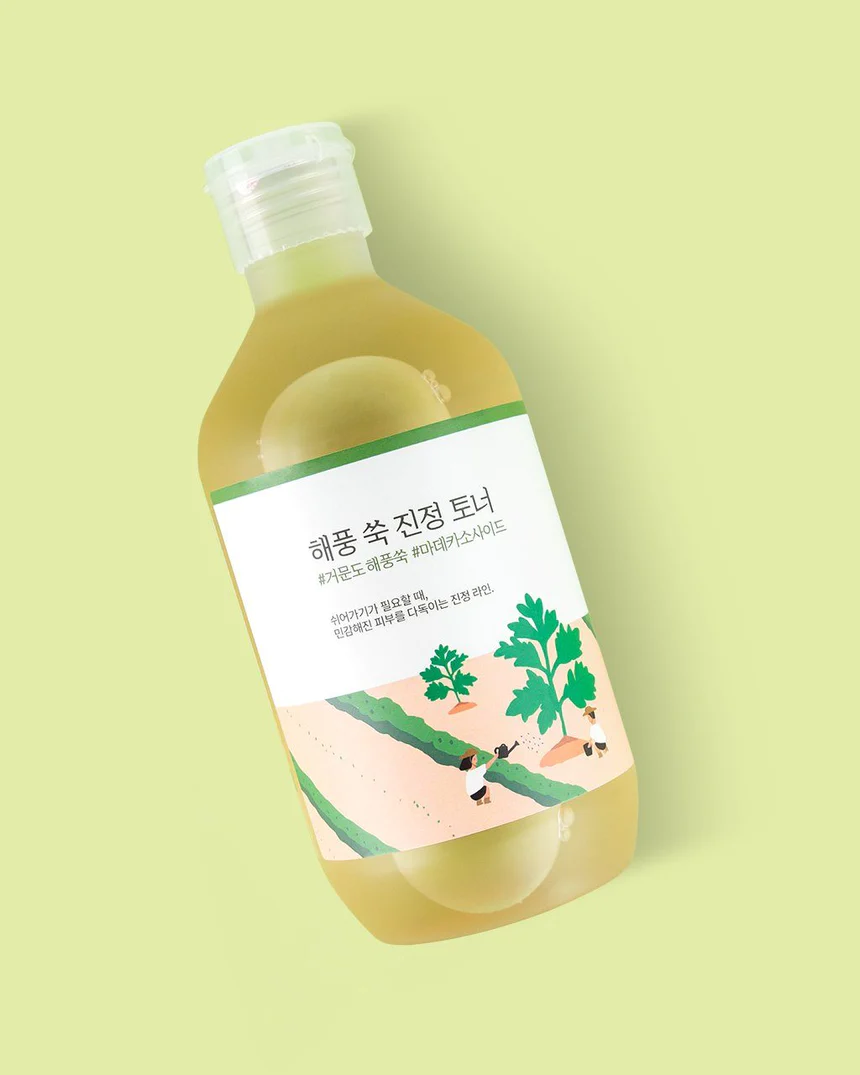 해풍 쑥 진정 토너
#거문도 해풍쑥 #마데카소사이드
쉬어가기가 필요할 때,
민감해진 피부를 다독이는 진정 라인.